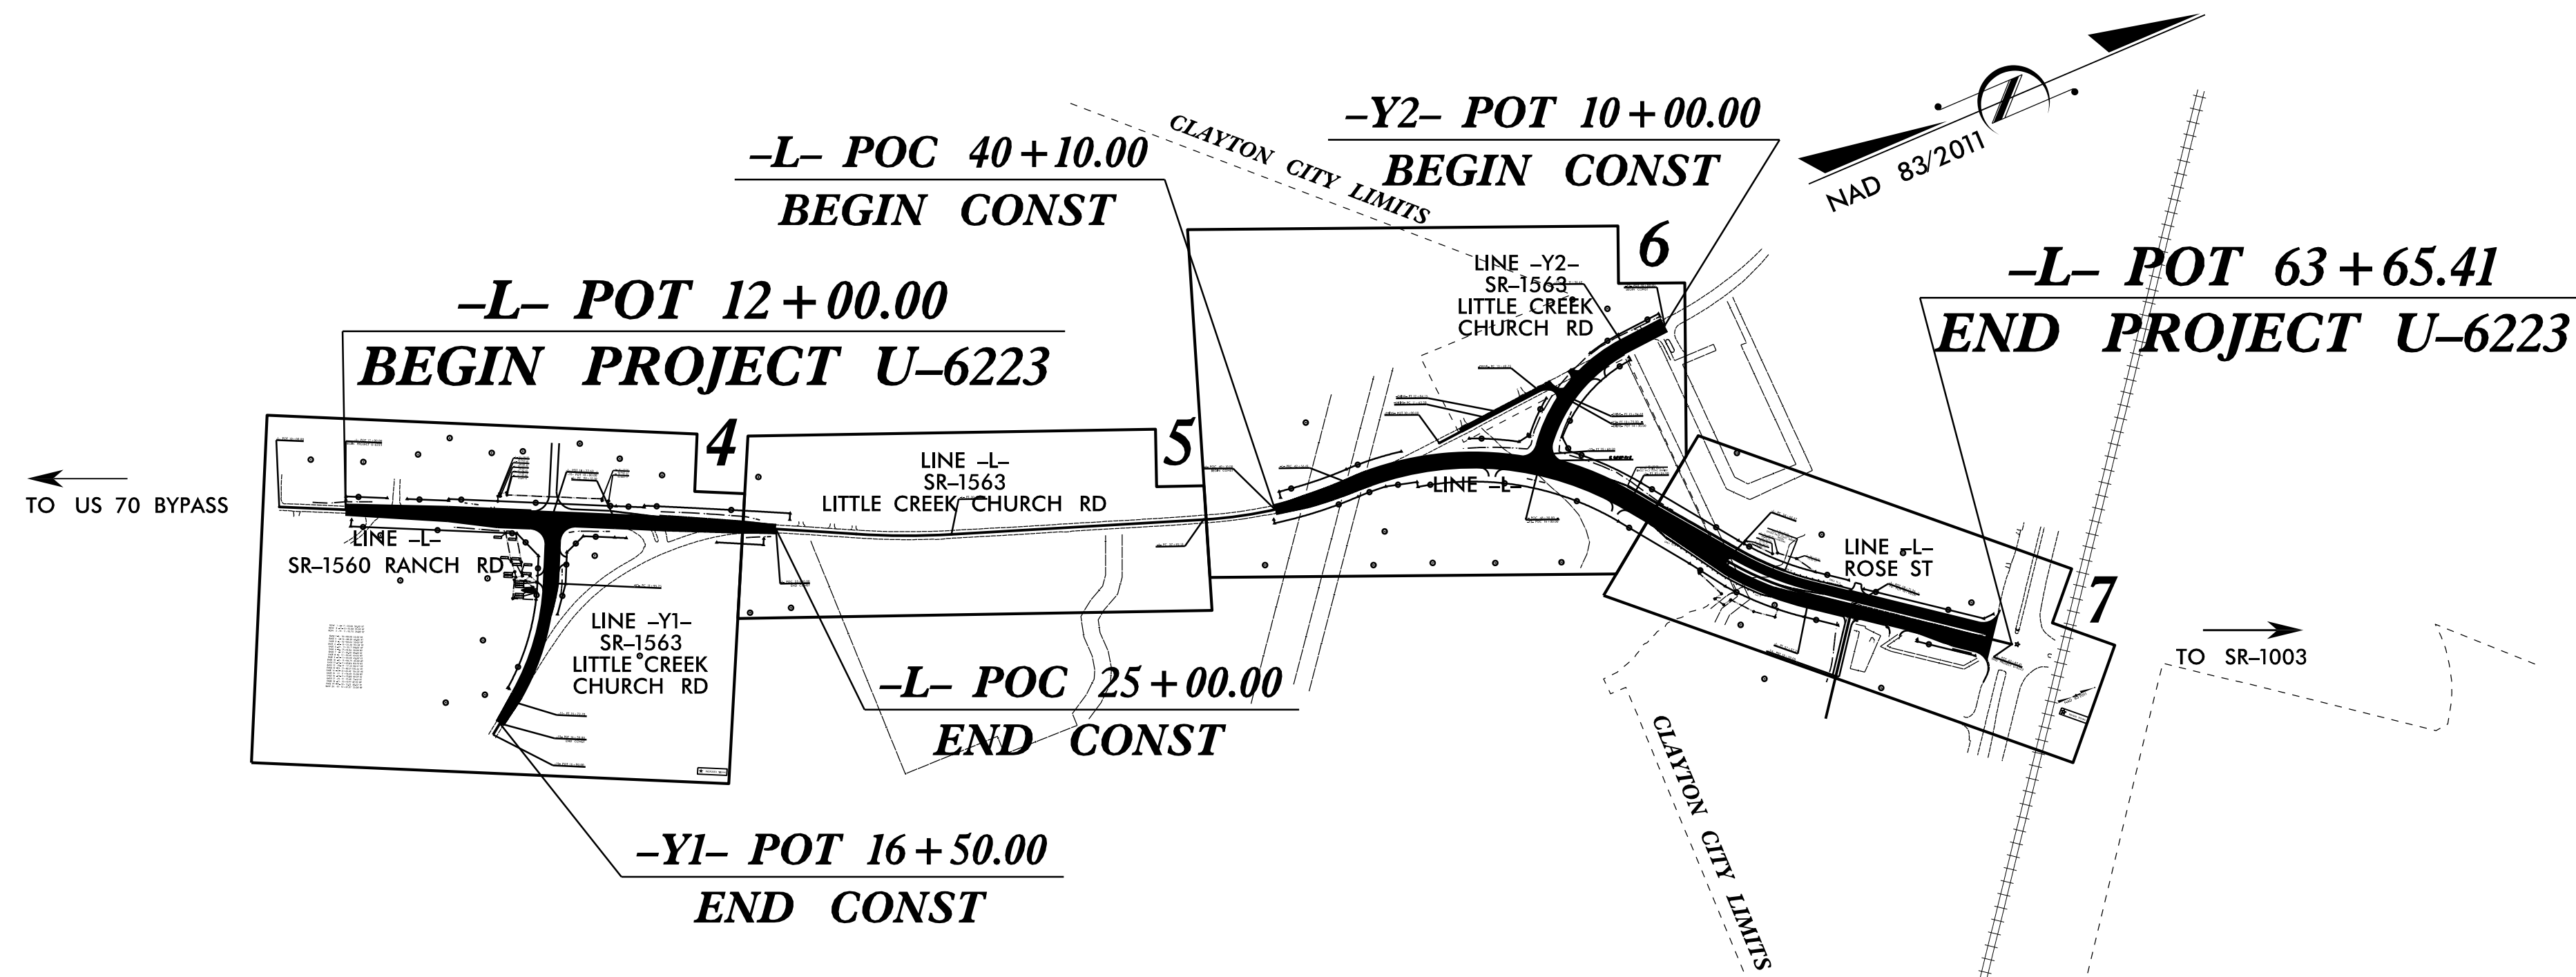 –Y2– POT 10+00.00
BEGIN CONST
–L– POC 40+10.00
BEGIN CONST
CLAYTON CITY LIMITS
NAD 83/2011
–L– POT 63+65.41
END PROJECT U–6223
–L– POT 12+00.00
BEGIN PROJECT U–6223
6
LINE –Y2–
SR–1563
LITTLE CREEK
CHURCH RD
4
5
LINE –L–
SR–1563
LITTLE CREEK CHURCH RD
TO US 70 BYPASS
LINE –L–
SR–1560 RANCH RD
LINE –L–
LINE –L–
ROSE ST
7
LINE –Y1–
SR–1563
LITTLE CREEK
CHURCH RD
TO SR–1003
–L– POC 25+00.00
END CONST
CLAYTON CITY LIMITS
–Y1– POT 16+50.00
END CONST